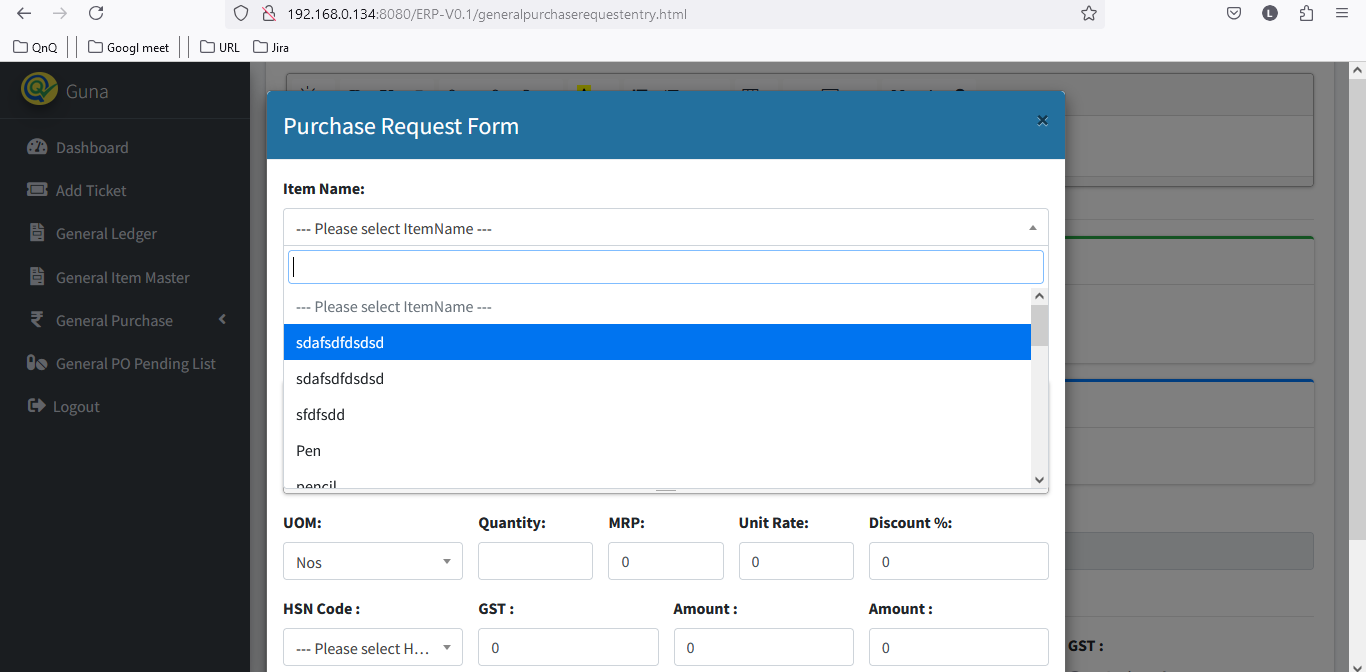 192.168.0.134:8080/ERP-V0.1/generalpurchaserequestentry.html
L
QnQ
Googl meet
URL
Jira
Guna
Dashboard
Add Ticket
General Ledger
General Item Master
General Purchase
General PO Pending List
Logout
Purchase Request Form
×
Item Name:
--- Please select ItemName ---
--- Please select ItemName ---
sdafsdfdsdsd
sdafsdfdsdsd
sfdfsdd
Pen
pencil
UOM: Quantity: MRP: Unit Rate: Discount %:
Nos 0 0 0
HSN Code : GST : Amount : Amount :
--- Please select H... 0 0 0
GST :